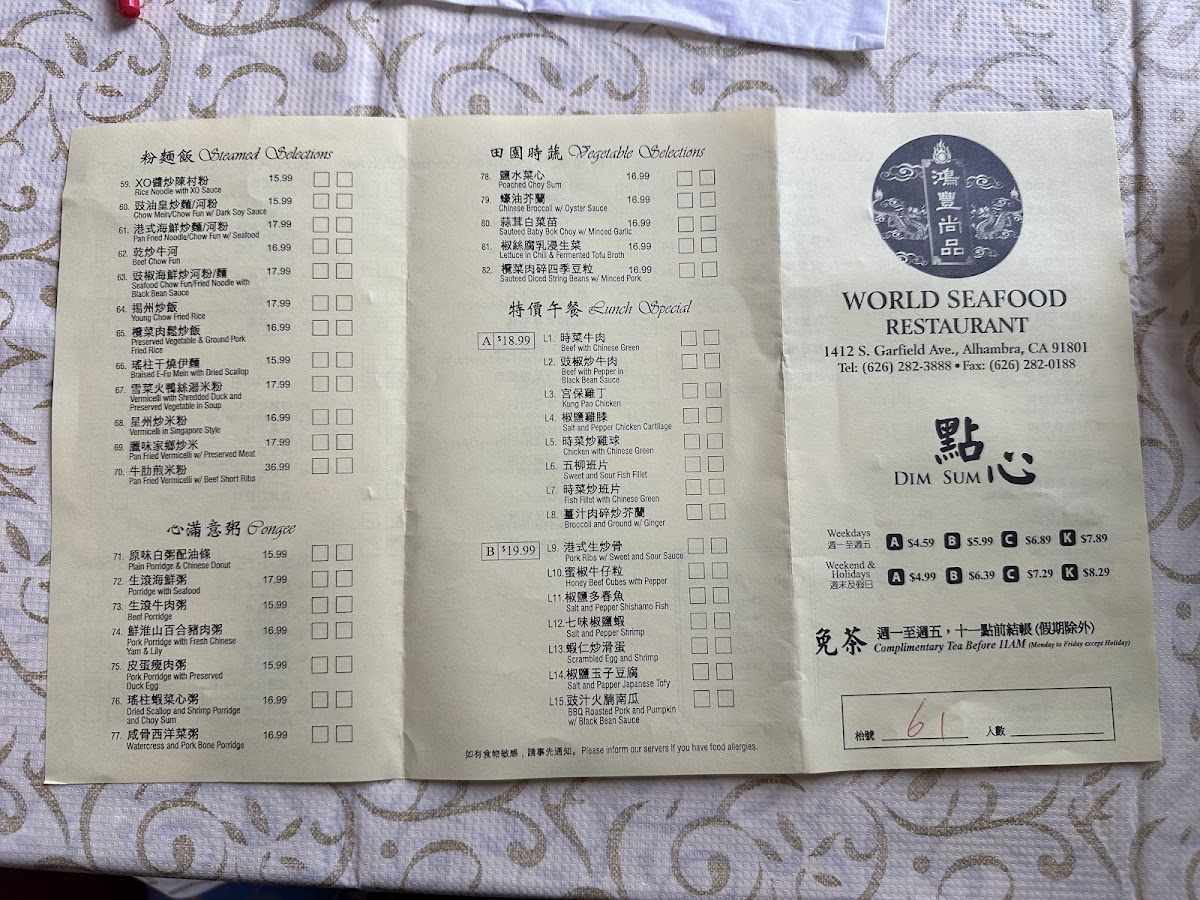 粉麵飯 Steamed Selections
59. XO醬炒陳村粉 15.99
Rice Noodle with XO Sauce
60. 豉油皇炒麵/河粉 15.99
Chow Mein/Chow Fun w/ Dark Soy Sauce
61. 港式海鮮炒麵/河粉 17.99
Pan Fried Noodle/Chow Fun w/ Seafood
62. 乾炒牛河 16.99
Beef Chow Fun
63. 豉椒海鮮炒河粉/麵 17.99
Seafood Chow Fun/Fried Noodle with
Black Bean Sauce
64. 揚州炒飯 17.99
Young Chow Fried Rice
65. 欖菜肉鬆炒飯 16.99
Preserved Vegetable & Ground Pork
Fried Rice
66. 瑤柱干燒伊麵 15.99
Braised E-Fu Mein with Dried Scallop
67. 雪菜火鴨絲湯米粉 17.99
Vermicelli with Shredded Duck and
Preserved Vegetable in Soup
68. 星州炒米粉 16.99
Vermicelli in Singapore Style
69. 臘味家鄉炒米 17.99
Pan Fried Vermicelli w/ Preserved Meat
70. 牛肋煎米粉 36.99
Pan Fried Vermicelli w/ Beef Short Ribs
心滿意粥 Congee
71. 原味白粥配油條 15.99
Plain Porridge & Chinese Donut
72. 生滾海鮮粥 17.99
Porridge with Seafood
73. 生滾牛肉粥 15.99
Beef Porridge
74. 鮮淮山百合豬肉粥 16.99
Pork Porridge with Fresh Chinese
Yam & Lily
75. 皮蛋瘦肉粥 15.99
Pork Porridge with Preserved
Duck Egg
76. 瑤柱蝦菜心粥 16.99
Dried Scallop and Shrimp Porridge
and Choy Sum
77. 咸骨西洋菜粥 16.99
Watercress and Pork Bone Porridge
田園時蔬 Vegetable Selections
78. 鹽水菜心 16.99
Poached Choy Sum
79. 蠔油芥蘭 16.99
Chinese Broccoli w/ Oyster Sauce
80. 蒜茸白菜苗 16.99
Sauteed Baby Bok Choy w/ Minced Garlic
81. 椒絲腐乳浸生菜 16.99
Lettuce in Chili & Fermented Tofu Broth
82. 欖菜肉碎四季豆粒 16.99
Sauteed Diced String Beans w/ Minced Pork
特價午餐 Lunch Special
A $18.99
L1. 時菜牛肉
Beef with Chinese Green
L2. 豉椒炒牛肉
Beef with Pepper in
Black Bean Sauce
L3. 宮保雞丁
Kung Pao Chicken
L4. 椒鹽雞膝
Salt and Pepper Chicken Cartilage
L5. 時菜炒雞球
Chicken with Chinese Green
L6. 五柳班片
Sweet and Sour Fish Fillet
L7. 時菜炒班片
Fish Fillet with Chinese Green
L8. 薑汁肉碎炒芥蘭
Broccoli and Ground w/ Ginger
B $19.99
L9. 港式生炒骨
Pork Ribs w/ Sweet and Sour Sauce
L10. 蜜椒牛仔粒
Honey Beef Cubes with Pepper
L11. 椒鹽多春魚
Salt and Pepper Shishamo Fish
L12. 七味椒鹽蝦
Salt and Pepper Shrimp
L13. 蝦仁炒滑蛋
Scrambled Egg and Shrimp
L14. 椒鹽玉子豆腐
Salt and Papper Japanese Tofy
L15. 豉汁火腩南瓜
BBQ Roasted Pork and Pumpkin
w/ Black Bean Sauce
如有食物敏感，請事先通知。Please inform our servers If you have food allergies.
鴻豐尚品
WORLD SEAFOOD
RESTAURANT
1412 S. Garfield Ave., Alhambra, CA 91801
Tel: (626) 282-3888 • Fax: (626) 282-0188
點心
DIM SUM
Weekdays
週一至週五
A $4.59 B $5.99 C $6.89 K $7.89
Weekend &
Holidays
週末及假日
A $4.99 B $6.39 C $7.29 K $8.29
免茶 週一至週五，十一點前結帳(假期除外)
Complimentary Tea Before 11AM (Monday to Friday except Holiday)
枱號 61 人數